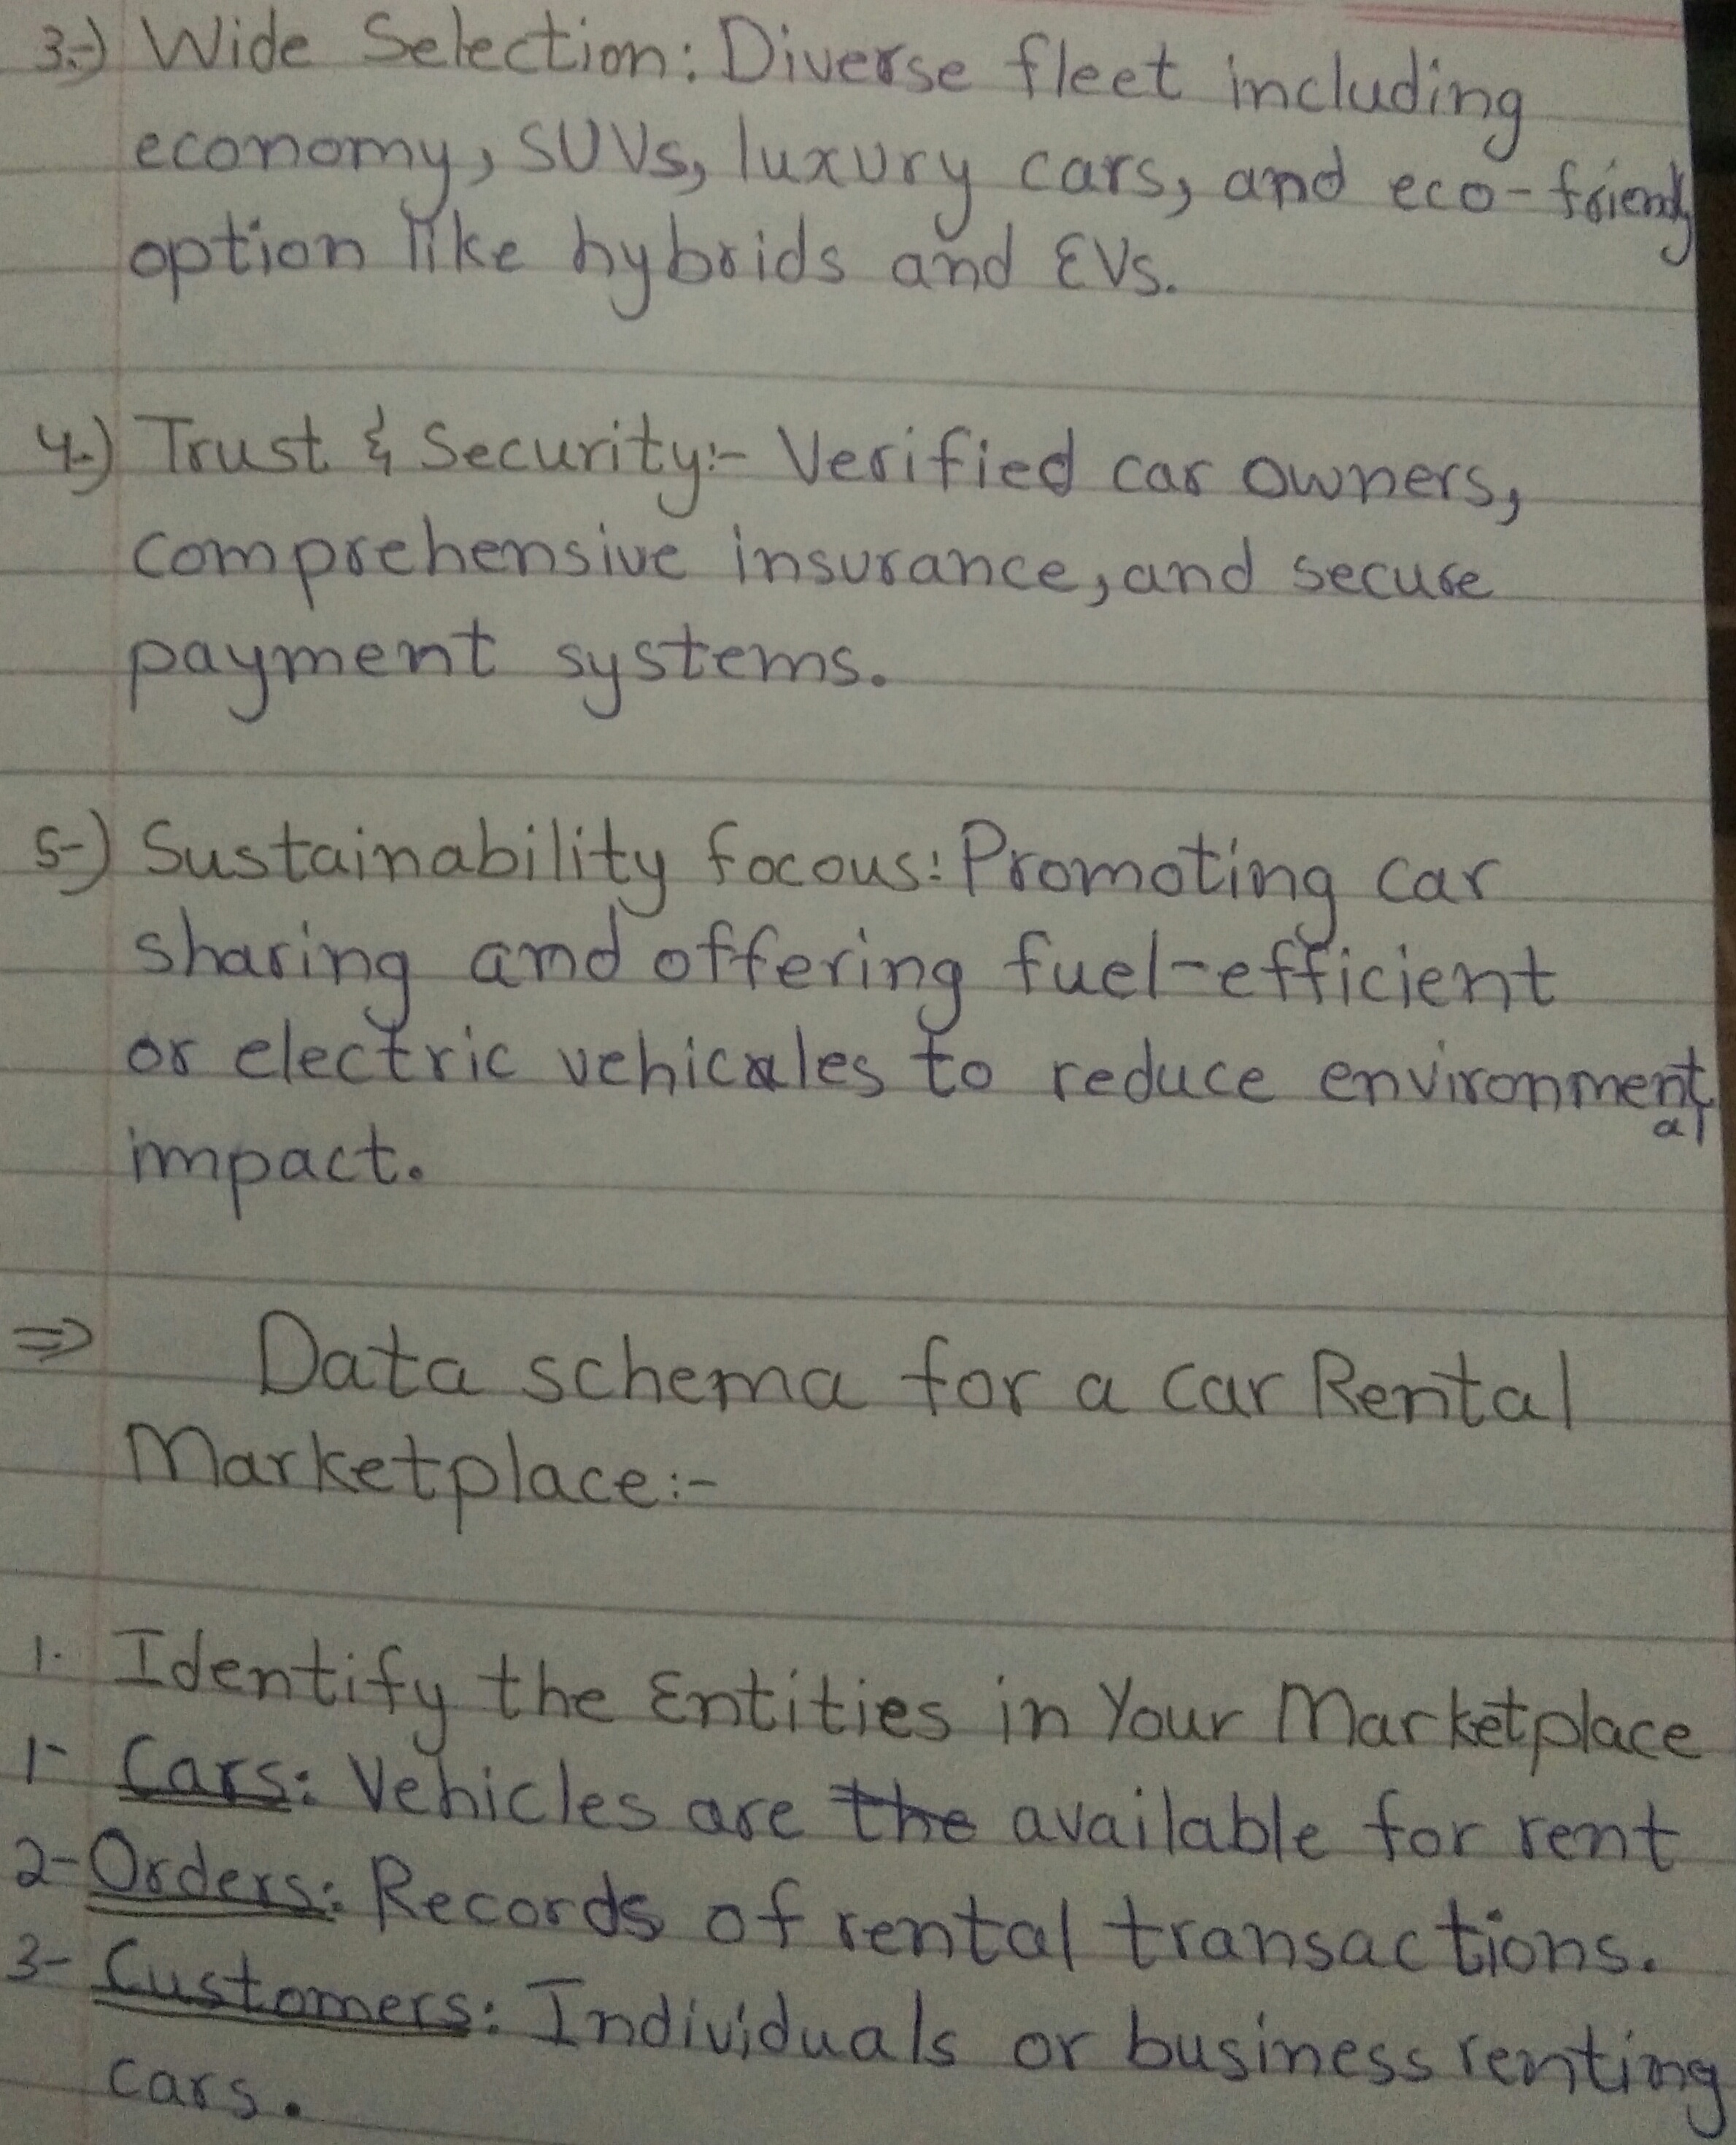 3-) Wide Selection: Diverse fleet including
economy, SUVs, luxury cars, and eco-friendly
option like hybrids and EVs.
4-) Trust & Security:- Verified car owners,
comprehensive insurance, and secure
payment systems.
5-) Sustainability focous: Promoting car
sharing and offering fuel-efficient
or electric vehicales to reduce environmental
impact.
⇒ Data schema for a car Rental
Marketplace:-
1. Identify the Entities in Your Marketplace
1- Cars: Vehicles are the available for rent
2- Orders: Records of rental transactions.
3- Customers: Individuals or business renting
cars.